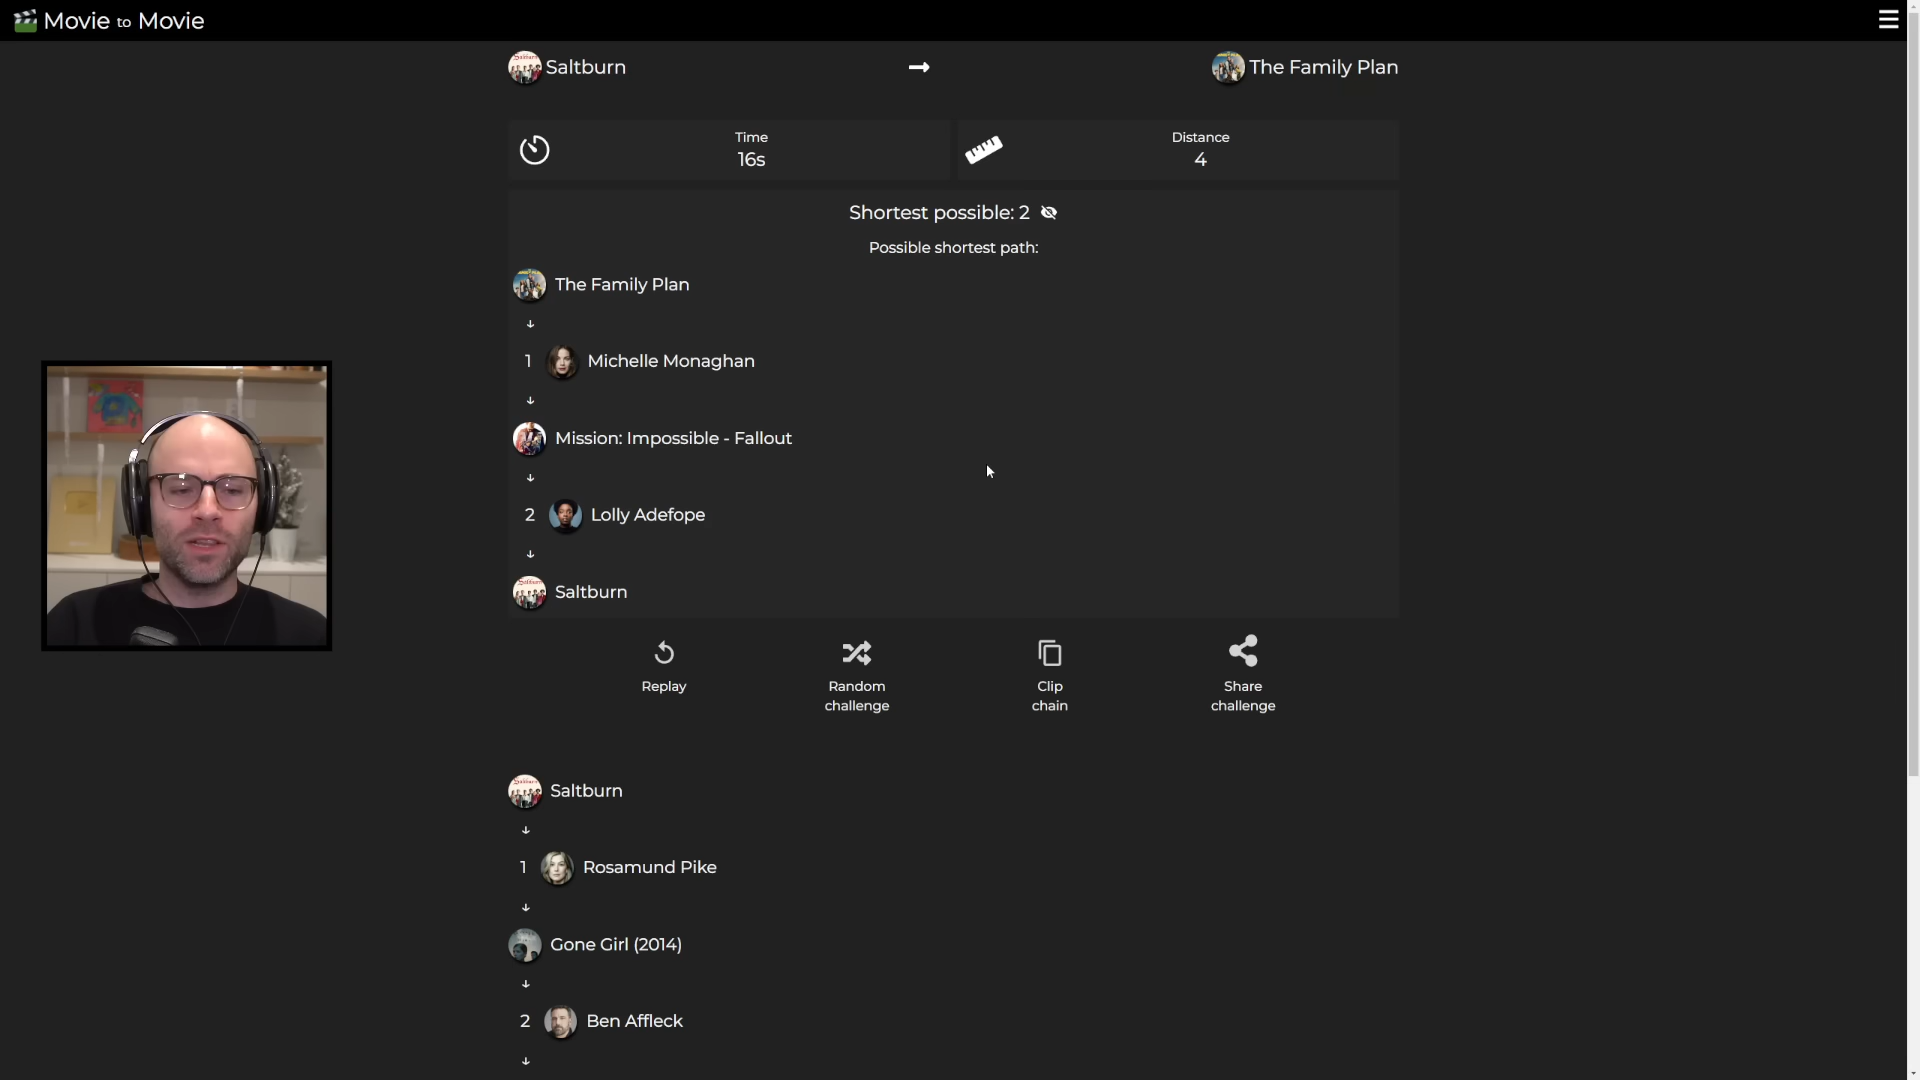 Movie to Movie
Saltburn
The Family Plan
Time
16s
Distance
4
Shortest possible: 2
Possible shortest path:
The Family Plan
1 Michelle Monaghan
Mission: Impossible - Fallout
2 Lolly Adefope
Saltburn
Replay
Random
challenge
Clip
chain
Share
challenge
Saltburn
1 Rosamund Pike
Gone Girl (2014)
2 Ben Affleck